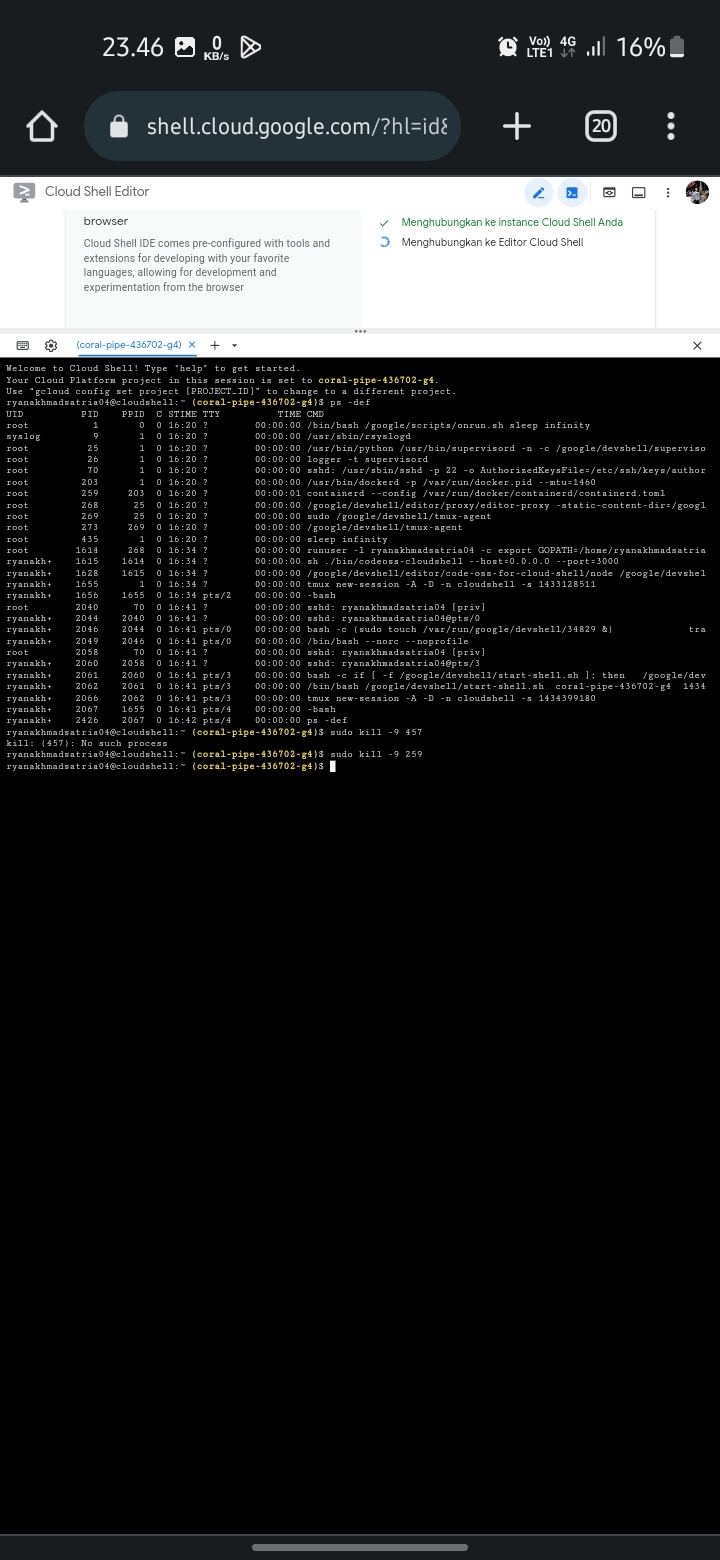 23.46 0 KB/s Vo)) LTE1 4G 16%
shell.cloud.google.com/?hl=id& 20
Cloud Shell Editor
browser
Cloud Shell IDE comes pre-configured with tools and
extensions for developing with your favorite
languages, allowing for development and
experimentation from the browser
Menghubungkan ke instance Cloud Shell Anda
Menghubungkan ke Editor Cloud Shell
(coral-pipe-436702-g4)
Welcome to Cloud Shell! Type "help" to get started.
Your Cloud Platform project in this session is set to coral-pipe-436702-g4.
Use "gcloud config set project [PROJECT_ID]" to change to a different project.
ryanakhmadsatria04@cloudshell:~ (coral-pipe-436702-g4)$ ps -def
UID PID PPID C STIME TTY TIME CMD
root 1 0 0 16:20 ? 00:00:00 /bin/bash /google/scripts/onrun.sh sleep infinity
syslog 9 1 0 16:20 ? 00:00:00 /usr/sbin/rsyslogd
root 25 1 0 16:20 ? 00:00:00 /usr/bin/python /usr/bin/supervisord -n -c /google/devshell/superviso
root 26 1 0 16:20 ? 00:00:00 logger -t supervisord
root 70 1 0 16:20 ? 00:00:00 sshd: /usr/sbin/sshd -p 22 -o AuthorizedKeysFile=/etc/ssh/keys/author
root 203 1 0 16:20 ? 00:00:00 /usr/bin/dockerd -p /var/run/docker.pid --mtu=1460
root 259 203 0 16:20 ? 00:00:01 containerd --config /var/run/docker/containerd/containerd.toml
root 268 25 0 16:20 ? 00:00:00 /google/devshell/editor/proxy/editor-proxy -static-content-dir=/googl
root 269 25 0 16:20 ? 00:00:00 sudo /google/devshell/tmux-agent
root 273 269 0 16:20 ? 00:00:00 /google/devshell/tmux-agent
root 435 1 0 16:20 ? 00:00:00 sleep infinity
root 1614 268 0 16:34 ? 00:00:00 runuser -l ryanakhmadsatria04 -c export GOPATH=/home/ryanakhmadsatria
ryanakh+ 1615 1614 0 16:34 ? 00:00:00 sh ./bin/codeoss-cloudshell --host=0.0.0.0 --port=3000
ryanakh+ 1628 1615 0 16:34 ? 00:00:00 /google/devshell/editor/code-oss-for-cloud-shell/node /google/devshel
ryanakh+ 1655 1 0 16:34 ? 00:00:00 tmux new-session -A -D -n cloudshell -s 1433128511
ryanakh+ 1656 1655 0 16:34 pts/2 00:00:00 -bash
root 2040 70 0 16:41 ? 00:00:00 sshd: ryanakhmadsatria04 [priv]
ryanakh+ 2044 2040 0 16:41 ? 00:00:00 sshd: ryanakhmadsatria04@pts/0
ryanakh+ 2046 2044 0 16:41 pts/0 00:00:00 bash -c (sudo touch /var/run/google/devshell/34829 &) tra
ryanakh+ 2049 2046 0 16:41 pts/0 00:00:00 /bin/bash --norc --noprofile
root 2058 70 0 16:41 ? 00:00:00 sshd: ryanakhmadsatria04 [priv]
ryanakh+ 2060 2058 0 16:41 ? 00:00:00 sshd: ryanakhmadsatria04@pts/3
ryanakh+ 2061 2060 0 16:41 pts/3 00:00:00 bash -c if [ -f /google/devshell/start-shell.sh ]; then /google/dev
ryanakh+ 2062 2061 0 16:41 pts/3 00:00:00 /bin/bash /google/devshell/start-shell.sh coral-pipe-436702-g4 1434
ryanakh+ 2066 2062 0 16:41 pts/3 00:00:00 tmux new-session -A -D -n cloudshell -s 1434399180
ryanakh+ 2067 1655 0 16:41 pts/4 00:00:00 -bash
ryanakh+ 2426 2067 0 16:42 pts/4 00:00:00 ps -def
ryanakhmadsatria04@cloudshell:~ (coral-pipe-436702-g4)$ sudo kill -9 457
kill: (457): No such process
ryanakhmadsatria04@cloudshell:~ (coral-pipe-436702-g4)$ sudo kill -9 259
ryanakhmadsatria04@cloudshell:~ (coral-pipe-436702-g4)$